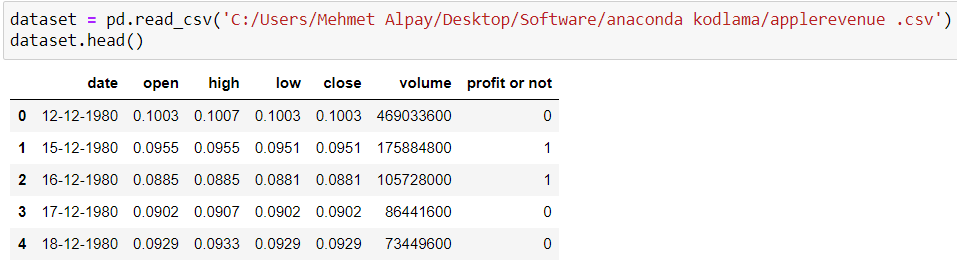 dataset = pd.read_csv('C:/Users/Mehmet Alpay/Desktop/Software/anaconda kodlama/applerevenue .csv')
dataset.head()
date open high low close volume profit or not
0 12-12-1980 0.1003 0.1007 0.1003 0.1003 469033600 0
1 15-12-1980 0.0955 0.0955 0.0951 0.0951 175884800 1
2 16-12-1980 0.0885 0.0885 0.0881 0.0881 105728000 1
3 17-12-1980 0.0902 0.0907 0.0902 0.0902 86441600 0
4 18-12-1980 0.0929 0.0933 0.0929 0.0929 73449600 0